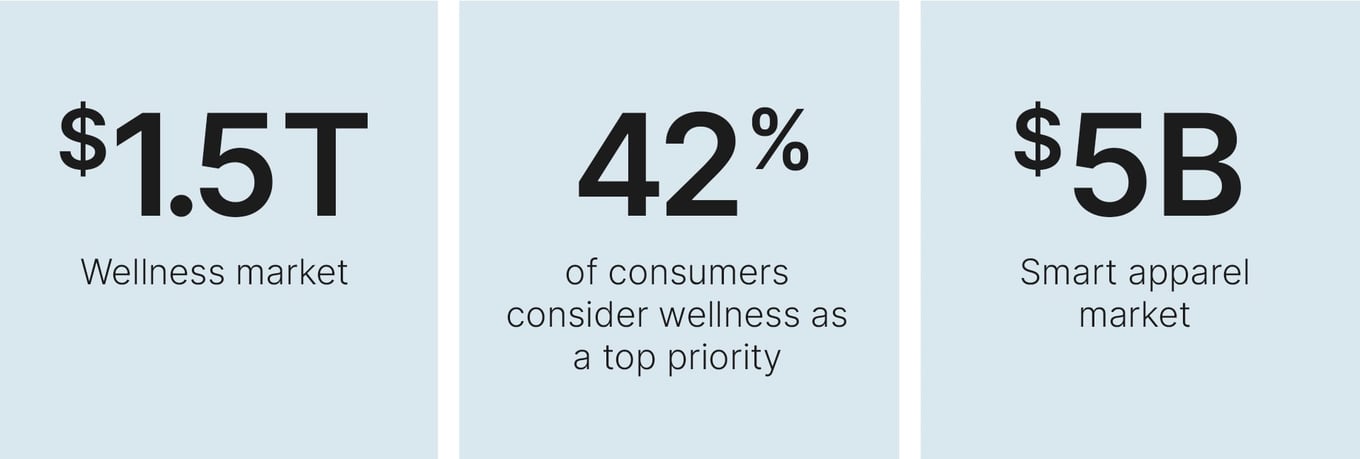 $1.5T
Wellness market
42%
of consumers
consider wellness as
a top priority
$5B
Smart apparel
market